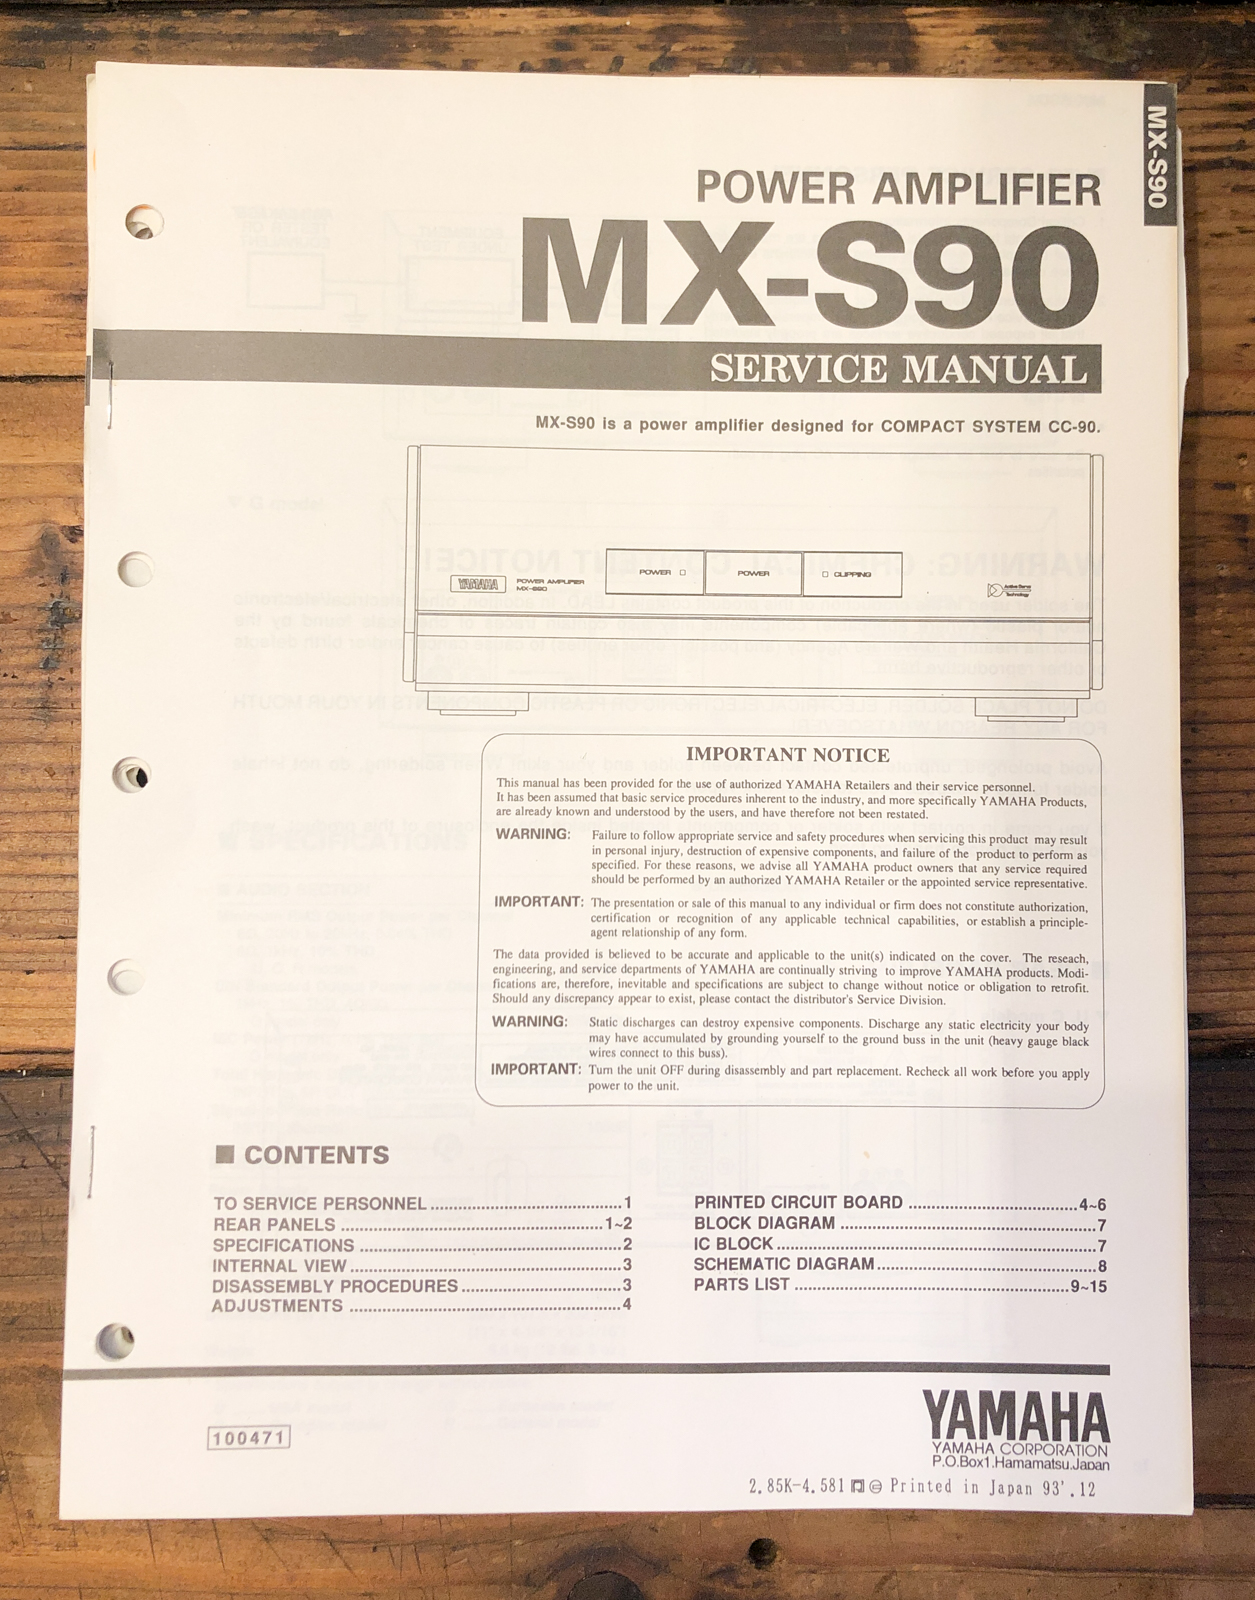 MX-S90
POWER AMPLIFIER
MX-S90
SERVICE MANUAL
MX-S90 is a power amplifier designed for COMPACT SYSTEM CC-90.
YAMAHA
POWER AMPLIFIER
MX-S90
POWER
POWER
CLIPPING
Active Servo
Technology
IMPORTANT NOTICE
This manual has been provided for the use of authorized YAMAHA Retailers and their service personnel.
It has been assumed that basic service procedures inherent to the industry, and more specifically YAMAHA Products,
are already known and understood by the users, and have therefore not been restated.
WARNING: Failure to follow appropriate service and safety procedures when servicing this product may result
in personal injury, destruction of expensive components, and failure of the product to perform as
specified. For these reasons, we advise all YAMAHA product owners that any service required
should be performed by an authorized YAMAHA Retailer or the appointed service representative.
IMPORTANT: The presentation or sale of this manual to any individual or firm does not constitute authorization,
certification or recognition of any applicable technical capabilities, or establish a principle-
agent relationship of any form.
The data provided is believed to be accurate and applicable to the unit(s) indicated on the cover. The reseach,
engineering, and service departments of YAMAHA are continually striving to improve YAMAHA products. Modi-
fications are, therefore, inevitable and specifications are subject to change without notice or obligation to retrofit.
Should any discrepancy appear to exist, please contact the distributor's Service Division.
WARNING: Static discharges can destroy expensive components. Discharge any static electricity your body
may have accumulated by grounding yourself to the ground buss in the unit (heavy gauge black
wires connect to this buss).
IMPORTANT: Turn the unit OFF during disassembly and part replacement. Recheck all work before you apply
power to the unit.
■ CONTENTS
TO SERVICE PERSONNEL ........................................ 1
REAR PANELS ........................................ 1~2
SPECIFICATIONS ........................................ 2
INTERNAL VIEW ........................................ 3
DISASSEMBLY PROCEDURES ........................................ 3
ADJUSTMENTS ........................................ 4
PRINTED CIRCUIT BOARD ........................................ 4~6
BLOCK DIAGRAM ........................................ 7
IC BLOCK ........................................ 7
SCHEMATIC DIAGRAM ........................................ 8
PARTS LIST ........................................ 9~15
100471
YAMAHA
YAMAHA CORPORATION
P.O.Box1.Hamamatsu.Japan
2.85K-4.581 Printed in Japan 93'.12